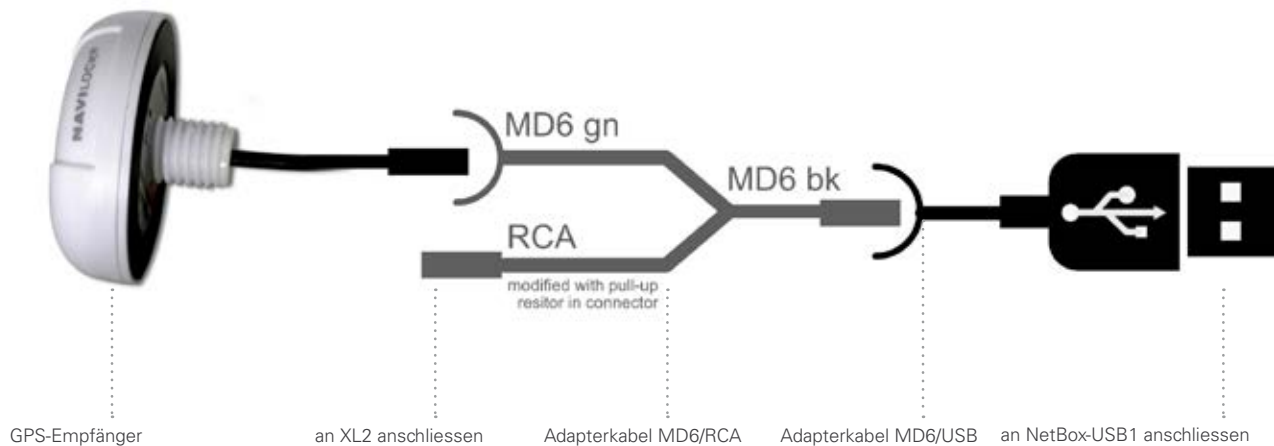 NAVILOCK
MD6 gn
MD6 bk
RCA
modified with pull-up
resitor in connector
GPS-Empfänger
an XL2 anschliessen
Adapterkabel MD6/RCA
Adapterkabel MD6/USB
an NetBox-USB1 anschliessen